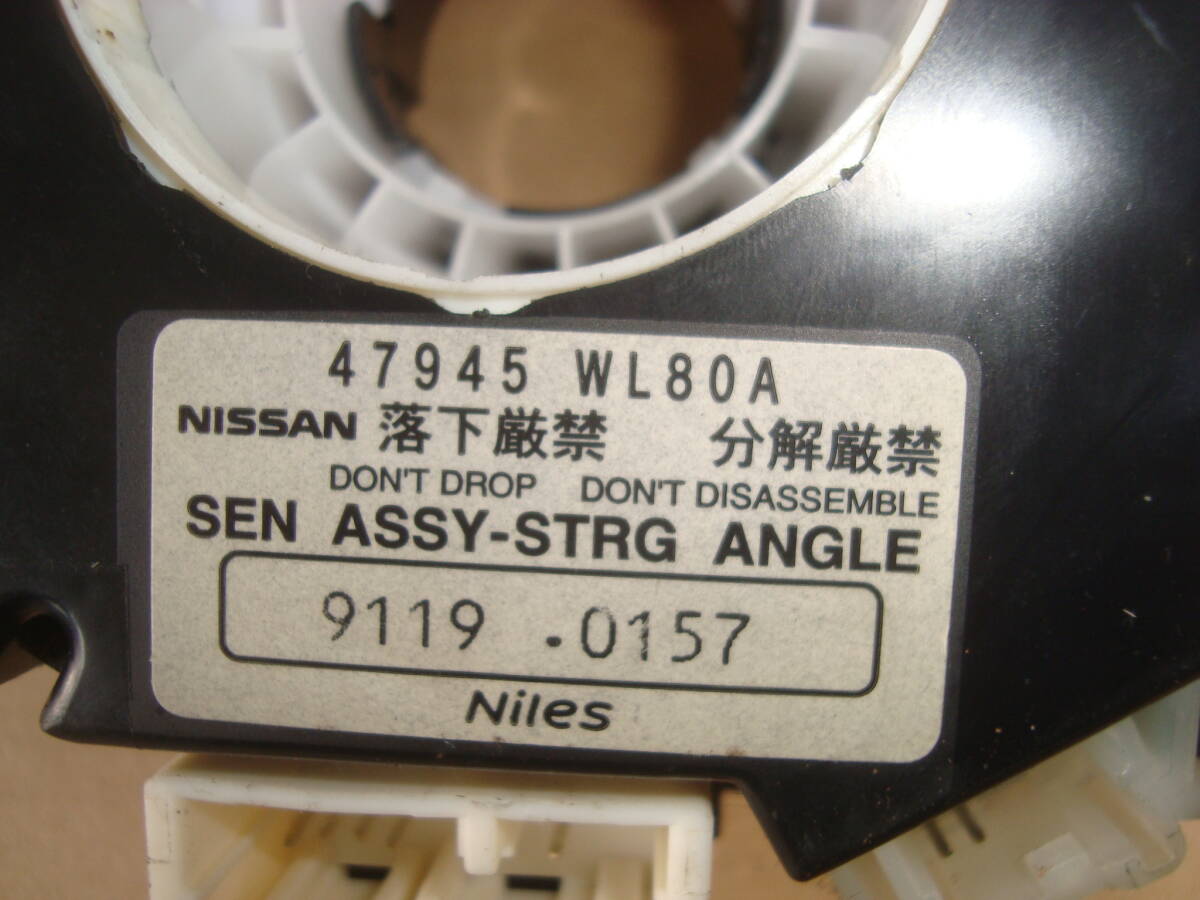 47945 WL80A
NISSAN 落下厳禁 分解厳禁
DON'T DROP DON'T DISASSEMBLE
SEN ASSY-STRG ANGLE
9119 .0157
Niles